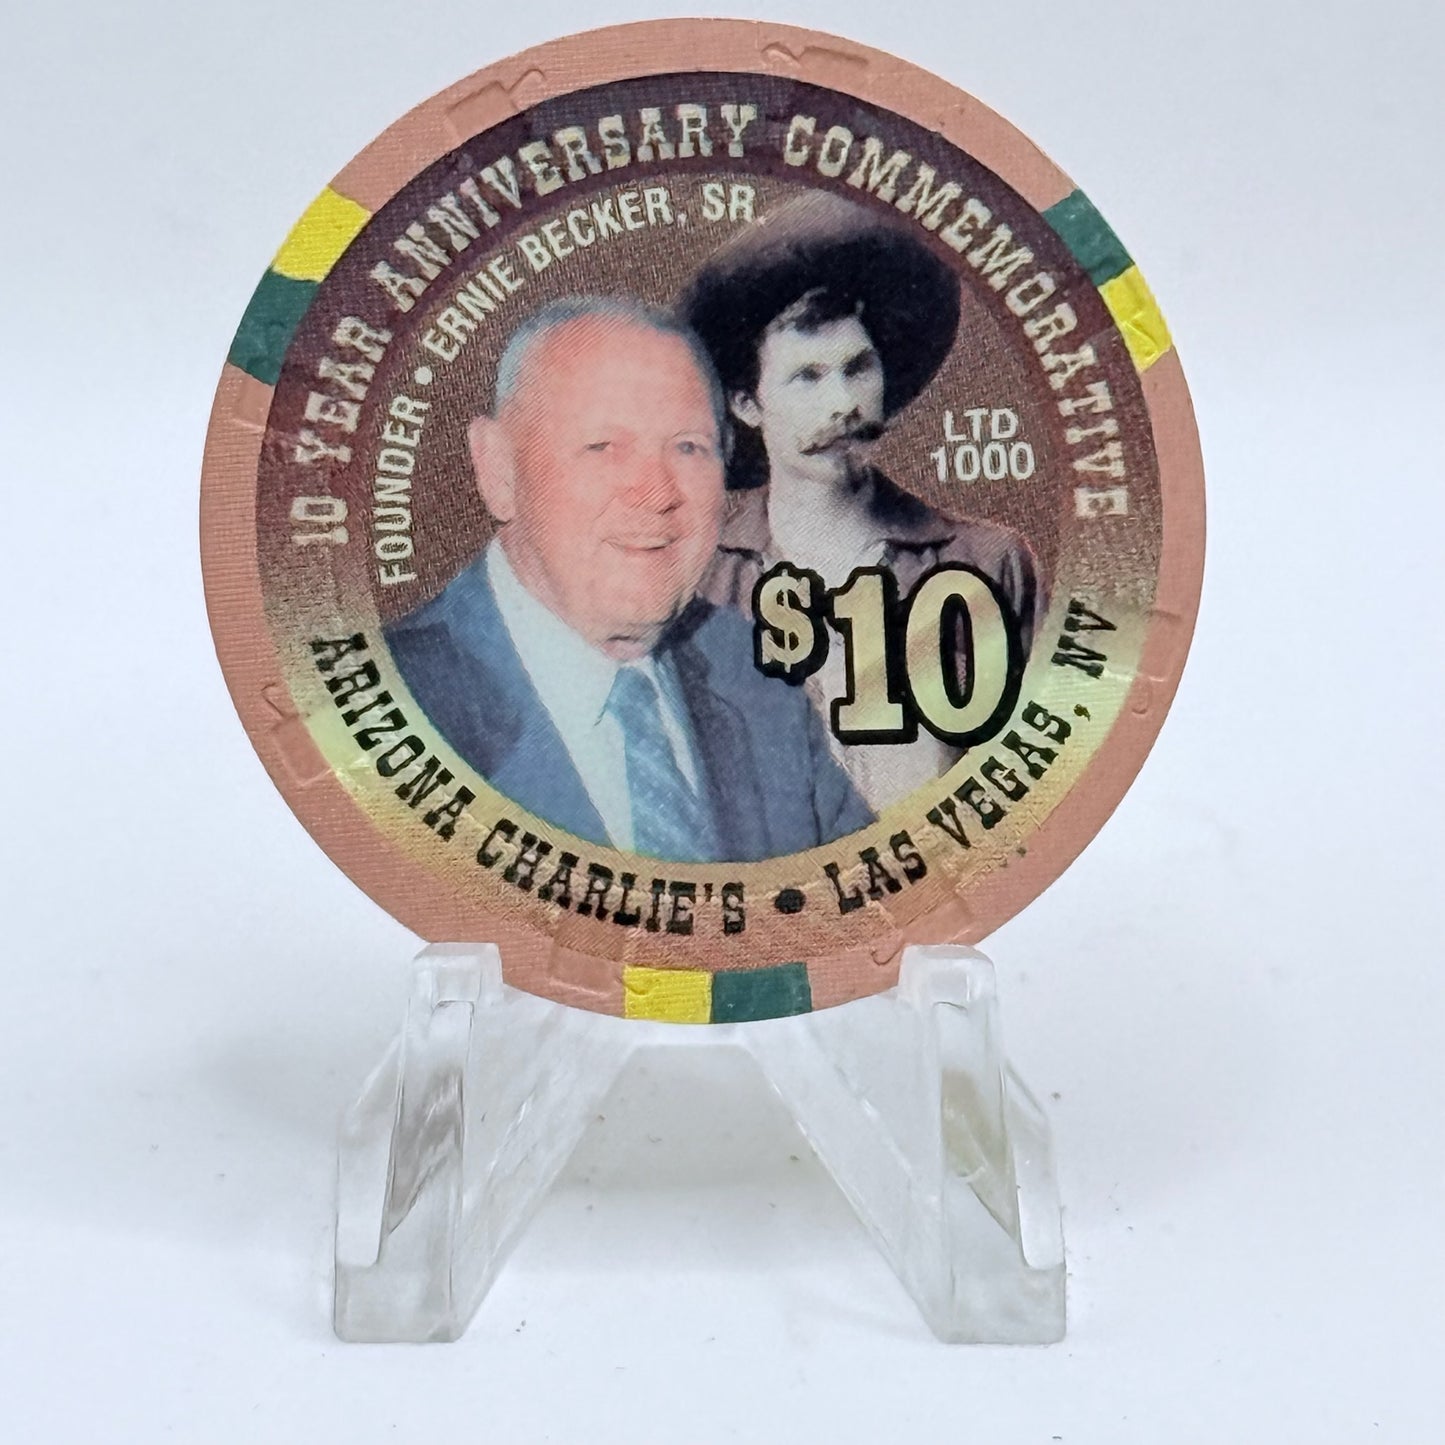 10 YEAR ANNIVERSARY COMMEMORATIVE
FOUNDER • ERNIE BECKER, SR.
LTD
1000
$10
ARIZONA CHARLIE'S • LAS VEGAS, NV